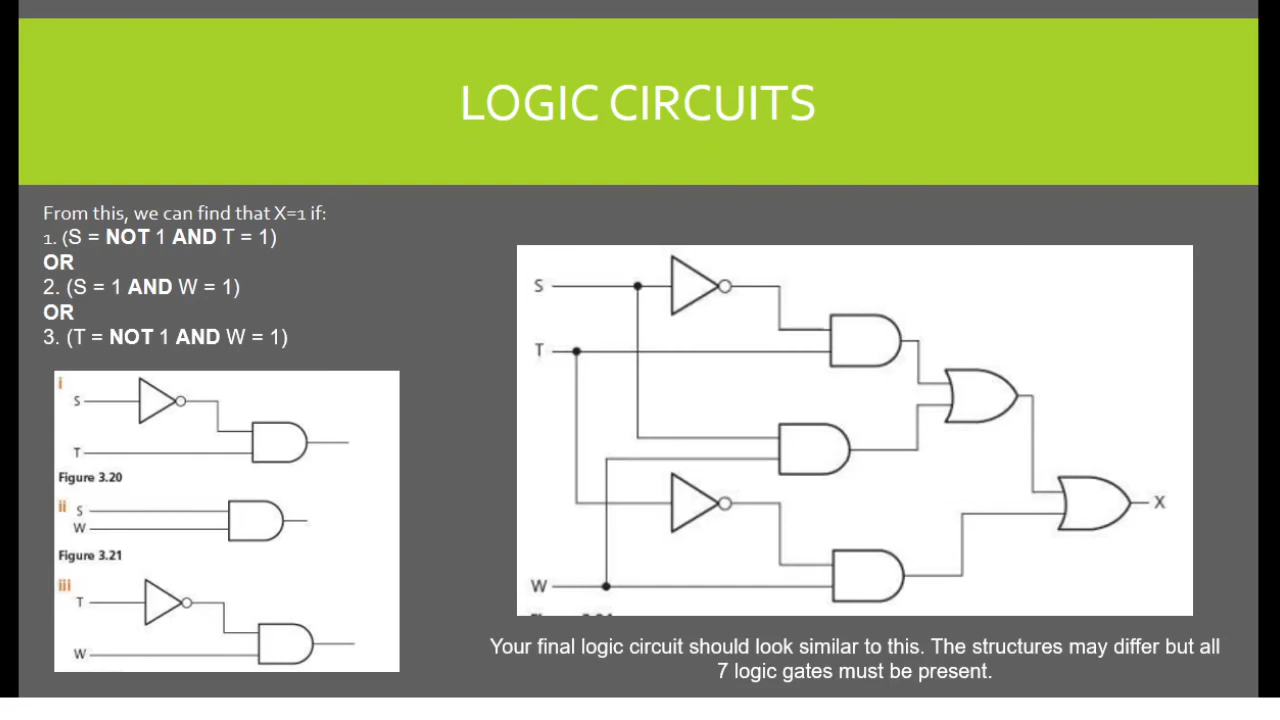 LOGIC CIRCUITS
From this, we can find that X=1 if:
1. (S = NOT 1 AND T = 1)
OR
2. (S = 1 AND W = 1)
OR
3. (T = NOT 1 AND W = 1)
i
S
T
Figure 3.20
ii S
W
Figure 3.21
iii
T
W
S
T
W
X
Your final logic circuit should look similar to this. The structures may differ but all
7 logic gates must be present.